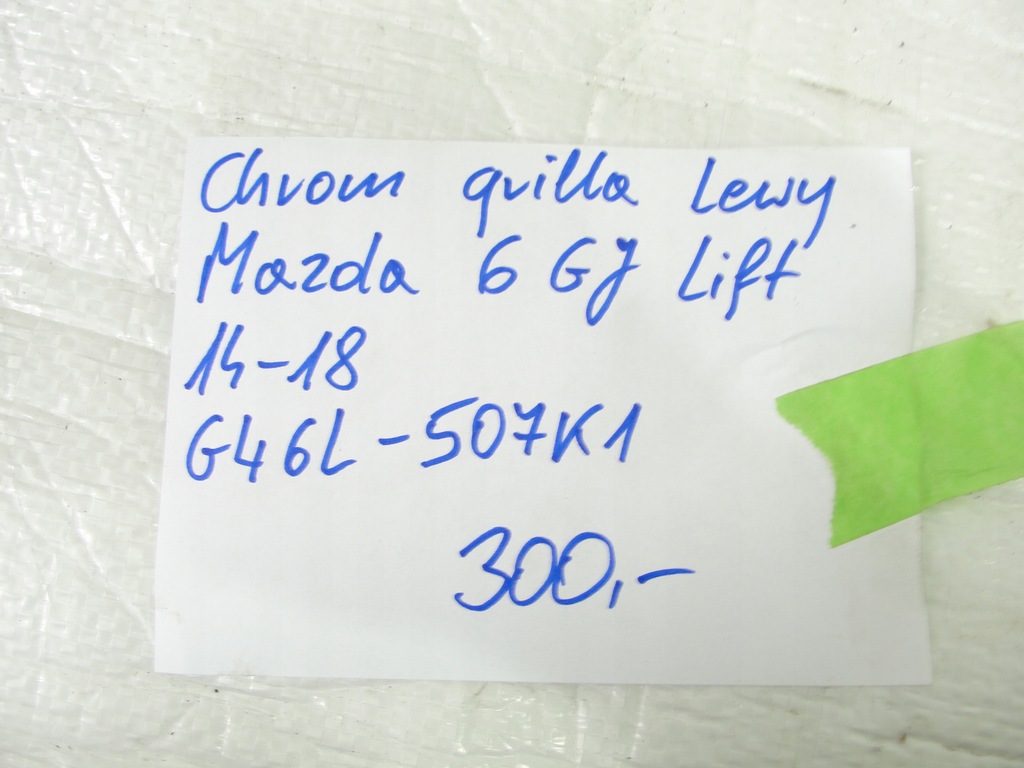 Chrom grilla Lewy
Mazda 6 GJ Lift
14-18
G46L-507K1
300,-